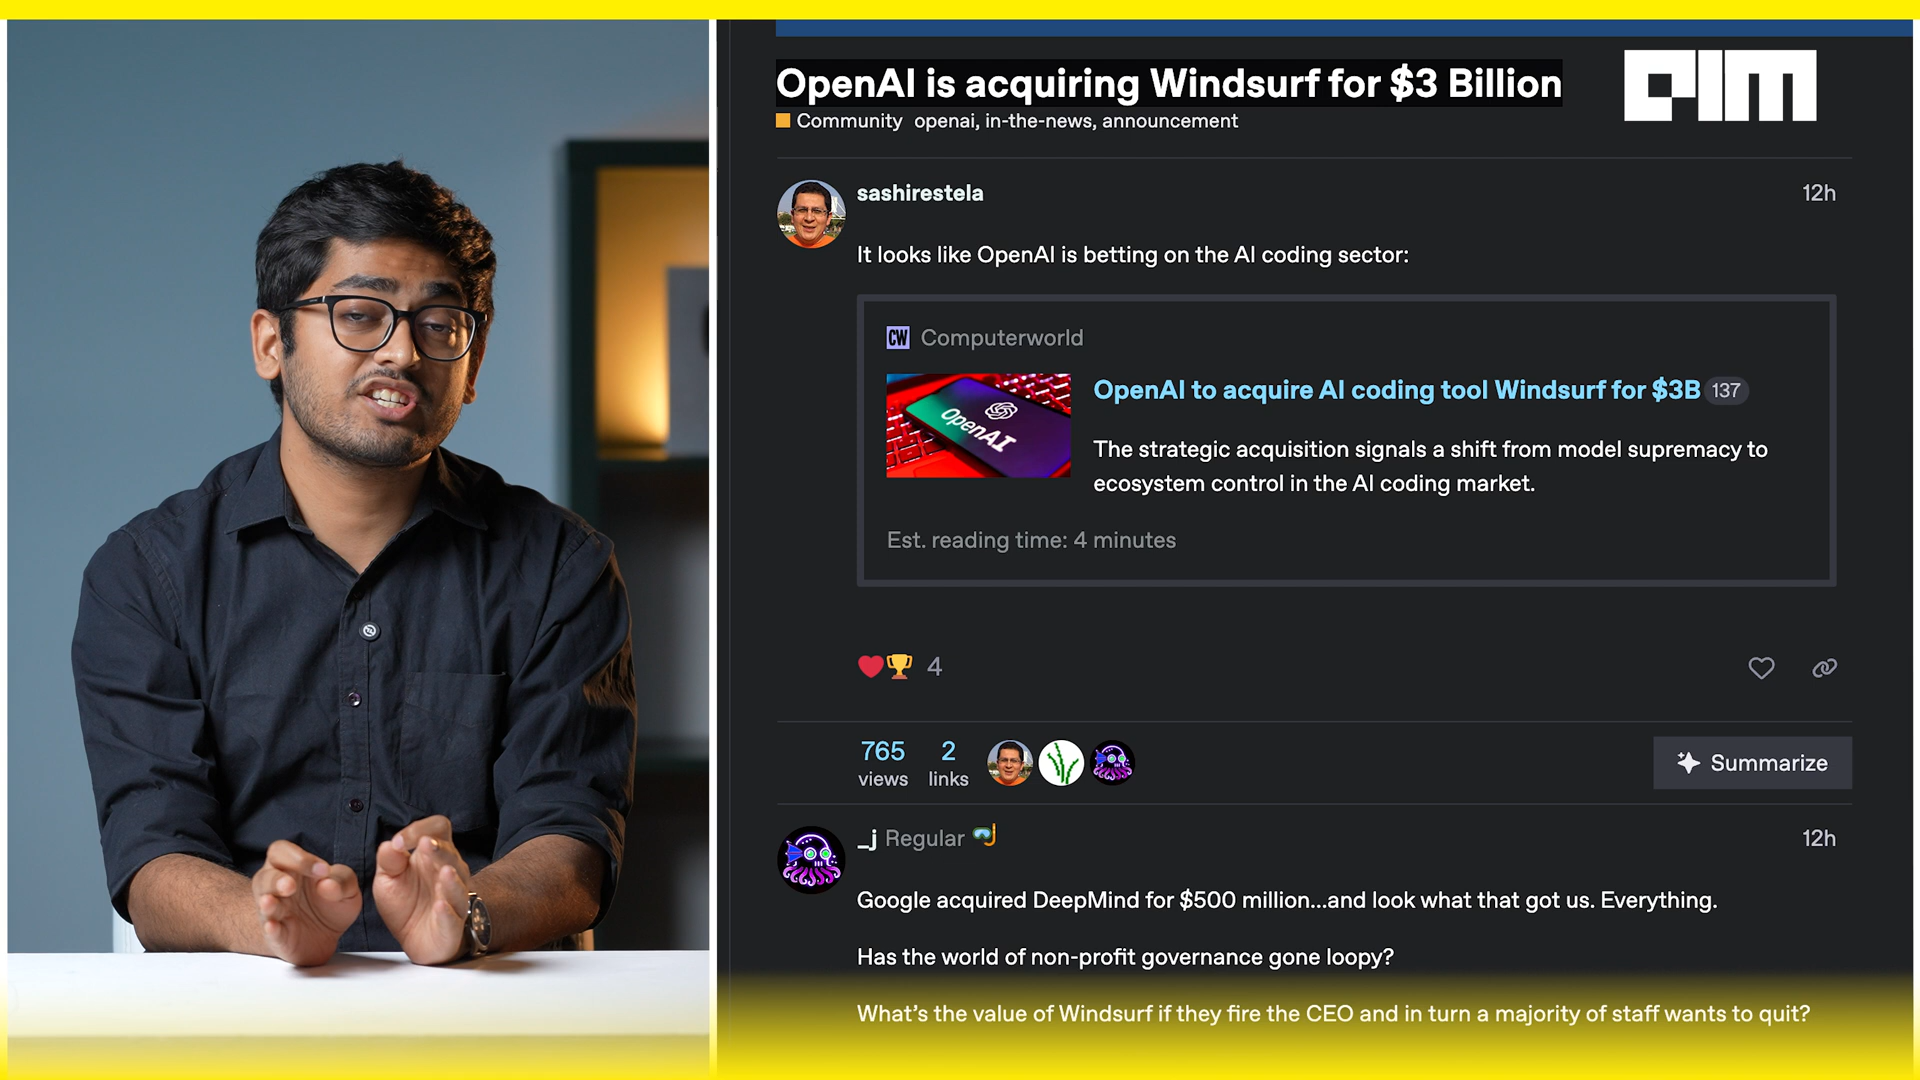 OpenAI is acquiring Windsurf for $3 Billion
AIM
Community openai, in-the-news, announcement
sashirestela
12h
It looks like OpenAI is betting on the AI coding sector:
CW Computerworld
OpenAI
OpenAI to acquire AI coding tool Windsurf for $3B 137
The strategic acquisition signals a shift from model supremacy to
ecosystem control in the AI coding market.
Est. reading time: 4 minutes
4
765 views
2 links
Summarize
_j Regular
12h
Google acquired DeepMind for $500 million...and look what that got us. Everything.
Has the world of non-profit governance gone loopy?
What's the value of Windsurf if they fire the CEO and in turn a majority of staff wants to quit?